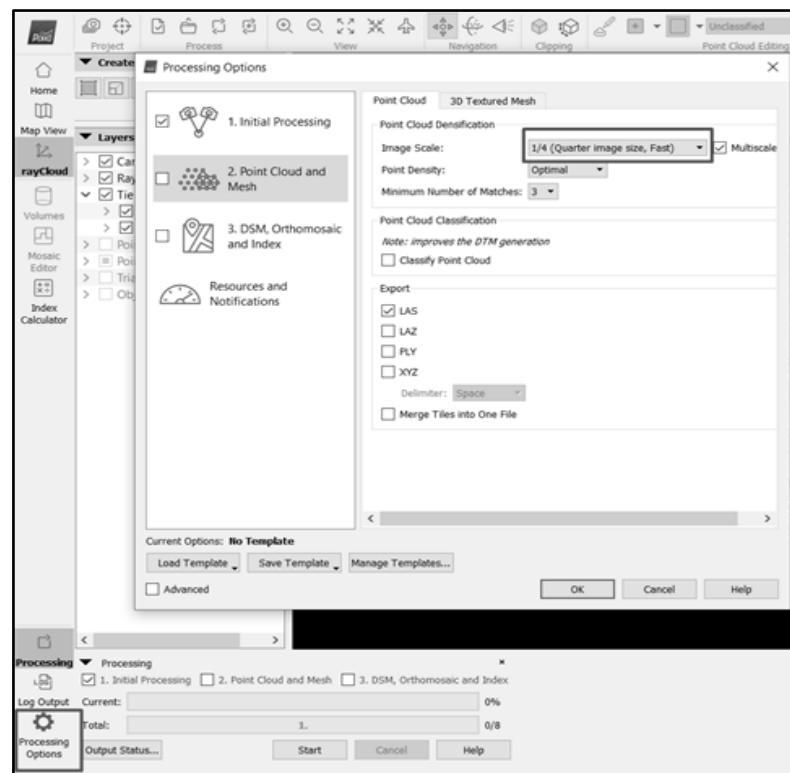 Project
Process
View
Navigation
Clipping
Unclassified
Point Cloud Editing
Home
Map View
rayCloud
Volumes
Mosaic
Editor
Index
Calculator
Create
Layers
Ray
Tie
Tria
Processing Options
1. Initial Processing
2. Point Cloud and
Mesh
3. DSM, Orthomosaic
and Index
Resources and
Notifications
Point Cloud
3D Textured Mesh
Point Cloud Densification
Image Scale:
1/4 (Quarter image size, Fast)
Multiscale
Point Density:
Optimal
Minimum Number of Matches:
3
Point Cloud Classification
Note: improves the DTM generation
Classify Point Cloud
Export
LAS
LAZ
PLY
XYZ
Delimiter:
Space
Merge Tiles into One File
Current Options: No Template
Load Template
Save Template
Manage Templates...
Advanced
OK
Cancel
Help
Processing
Log Output
Processing
Options
Processing
1. Initial Processing
2. Point Cloud and Mesh
3. DSM, Orthomosaic and Index
Current:
0%
Total:
1.
0/8
Output Status...
Start
Cancel
Help